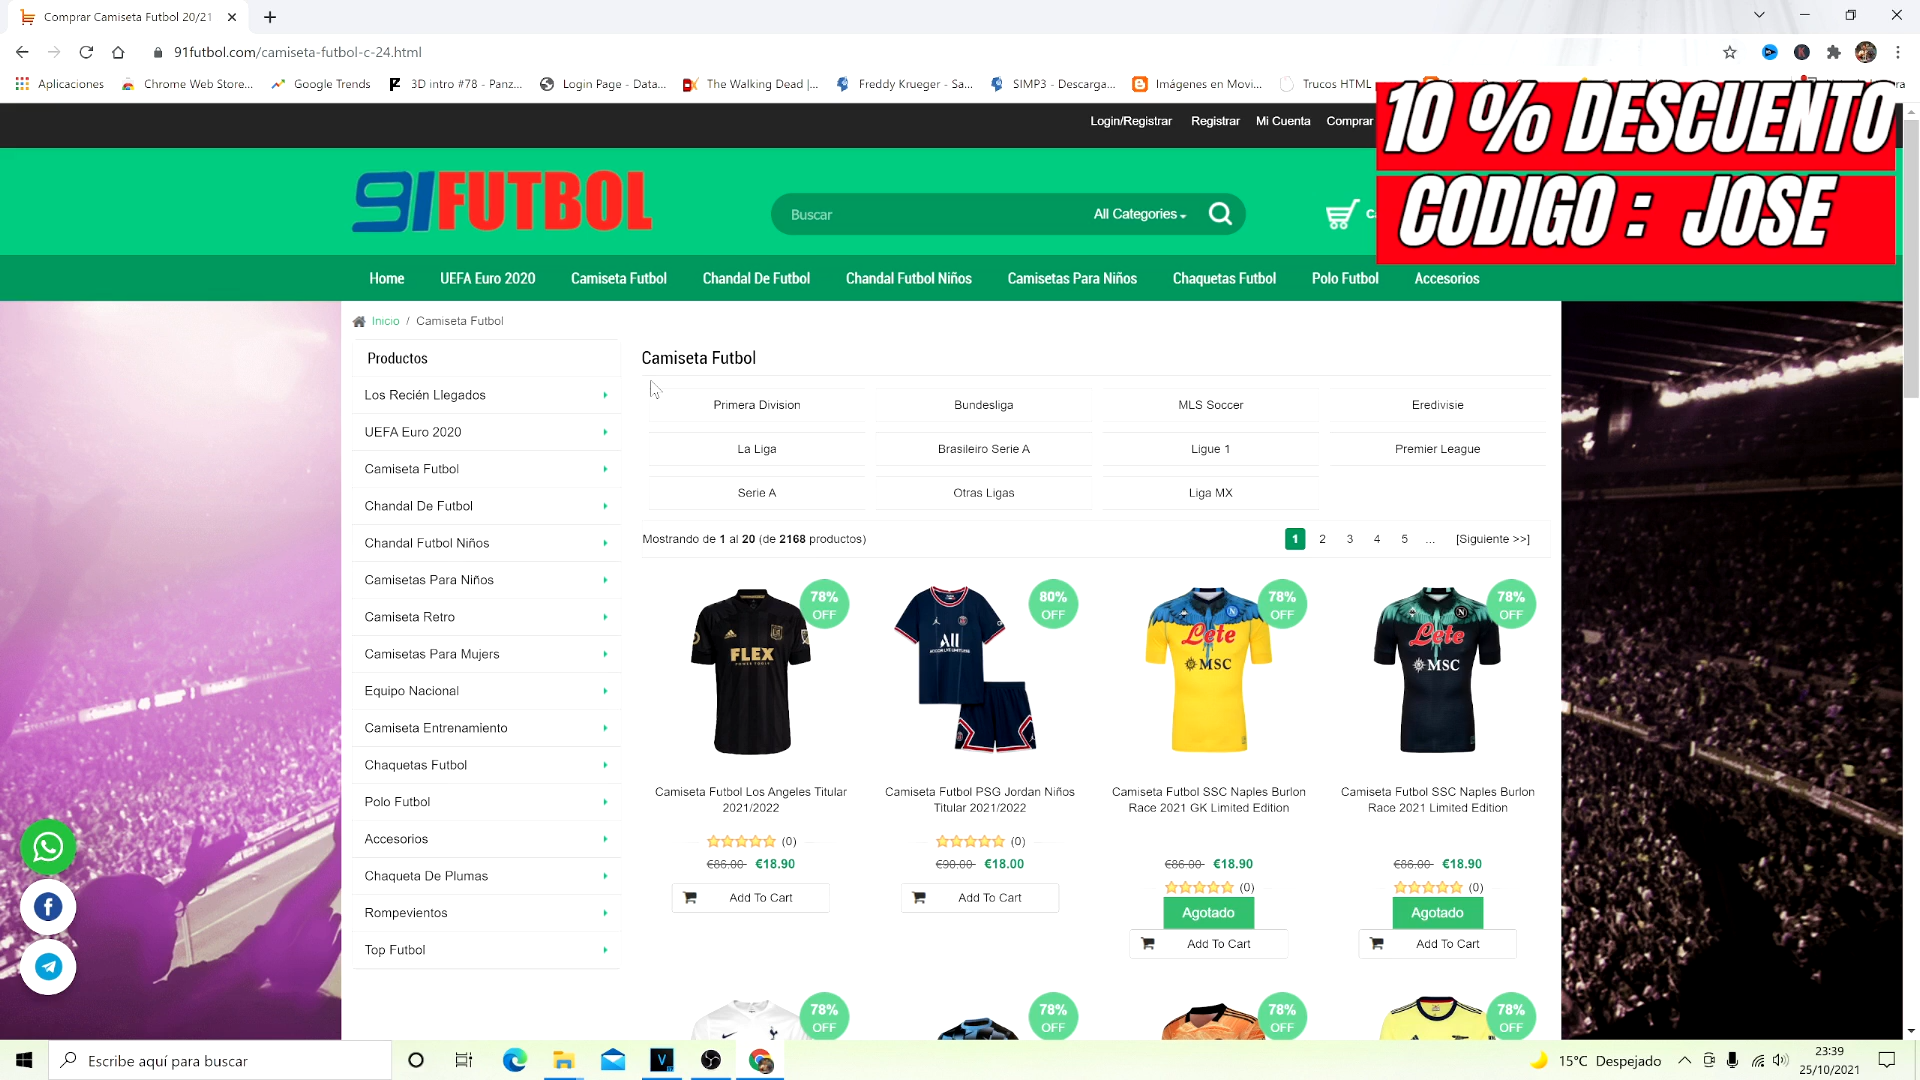 Comprar Camiseta Futbol 20/21
91futbol.com/camiseta-futbol-c-24.html
Aplicaciones
Chrome Web Store...
Google Trends
3D intro #78 - Panz...
Login Page - Data...
The Walking Dead |...
Freddy Krueger - Sa...
SIMP3 - Descarga...
Imágenes en Movi...
Trucos HTML
10 % DESCUENTO
CODIGO : JOSE
Login/Registrar
Registrar
Mi Cuenta
Comprar
91FUTBOL
Buscar
All Categories
Home
UEFA Euro 2020
Camiseta Futbol
Chandal De Futbol
Chandal Futbol Niños
Camisetas Para Niños
Chaquetas Futbol
Polo Futbol
Accesorios
Inicio / Camiseta Futbol
Productos
Los Recién Llegados
UEFA Euro 2020
Camiseta Futbol
Chandal De Futbol
Chandal Futbol Niños
Camisetas Para Niños
Camiseta Retro
Camisetas Para Mujers
Equipo Nacional
Camiseta Entrenamiento
Chaquetas Futbol
Polo Futbol
Accesorios
Chaqueta De Plumas
Rompevientos
Top Futbol
Camiseta Futbol
Primera Division
Bundesliga
MLS Soccer
Eredivisie
La Liga
Brasileiro Serie A
Ligue 1
Premier League
Serie A
Otras Ligas
Liga MX
Mostrando de 1 al 20 (de 2168 productos)
1 2 3 4 5 ... [Siguiente >>]
78% OFF
FLEX
POWER TOOLS
Camiseta Futbol Los Angeles Titular
2021/2022
(0)
€86.00 €18.90
Add To Cart
80% OFF
ALL
ACCOR LIVE LIMITLESS
Camiseta Futbol PSG Jordan Niños
Titular 2021/2022
(0)
€90.00 €18.00
Add To Cart
78% OFF
Lete
MSC
Camiseta Futbol SSC Naples Burlon
Race 2021 GK Limited Edition
€86.00 €18.90
(0)
Agotado
Add To Cart
78% OFF
Lete
MSC
Camiseta Futbol SSC Naples Burlon
Race 2021 Limited Edition
€86.00 €18.90
(0)
Agotado
Add To Cart
78% OFF
78% OFF
78% OFF
78% OFF
Escribe aquí para buscar
15°C Despejado
23:39
25/10/2021